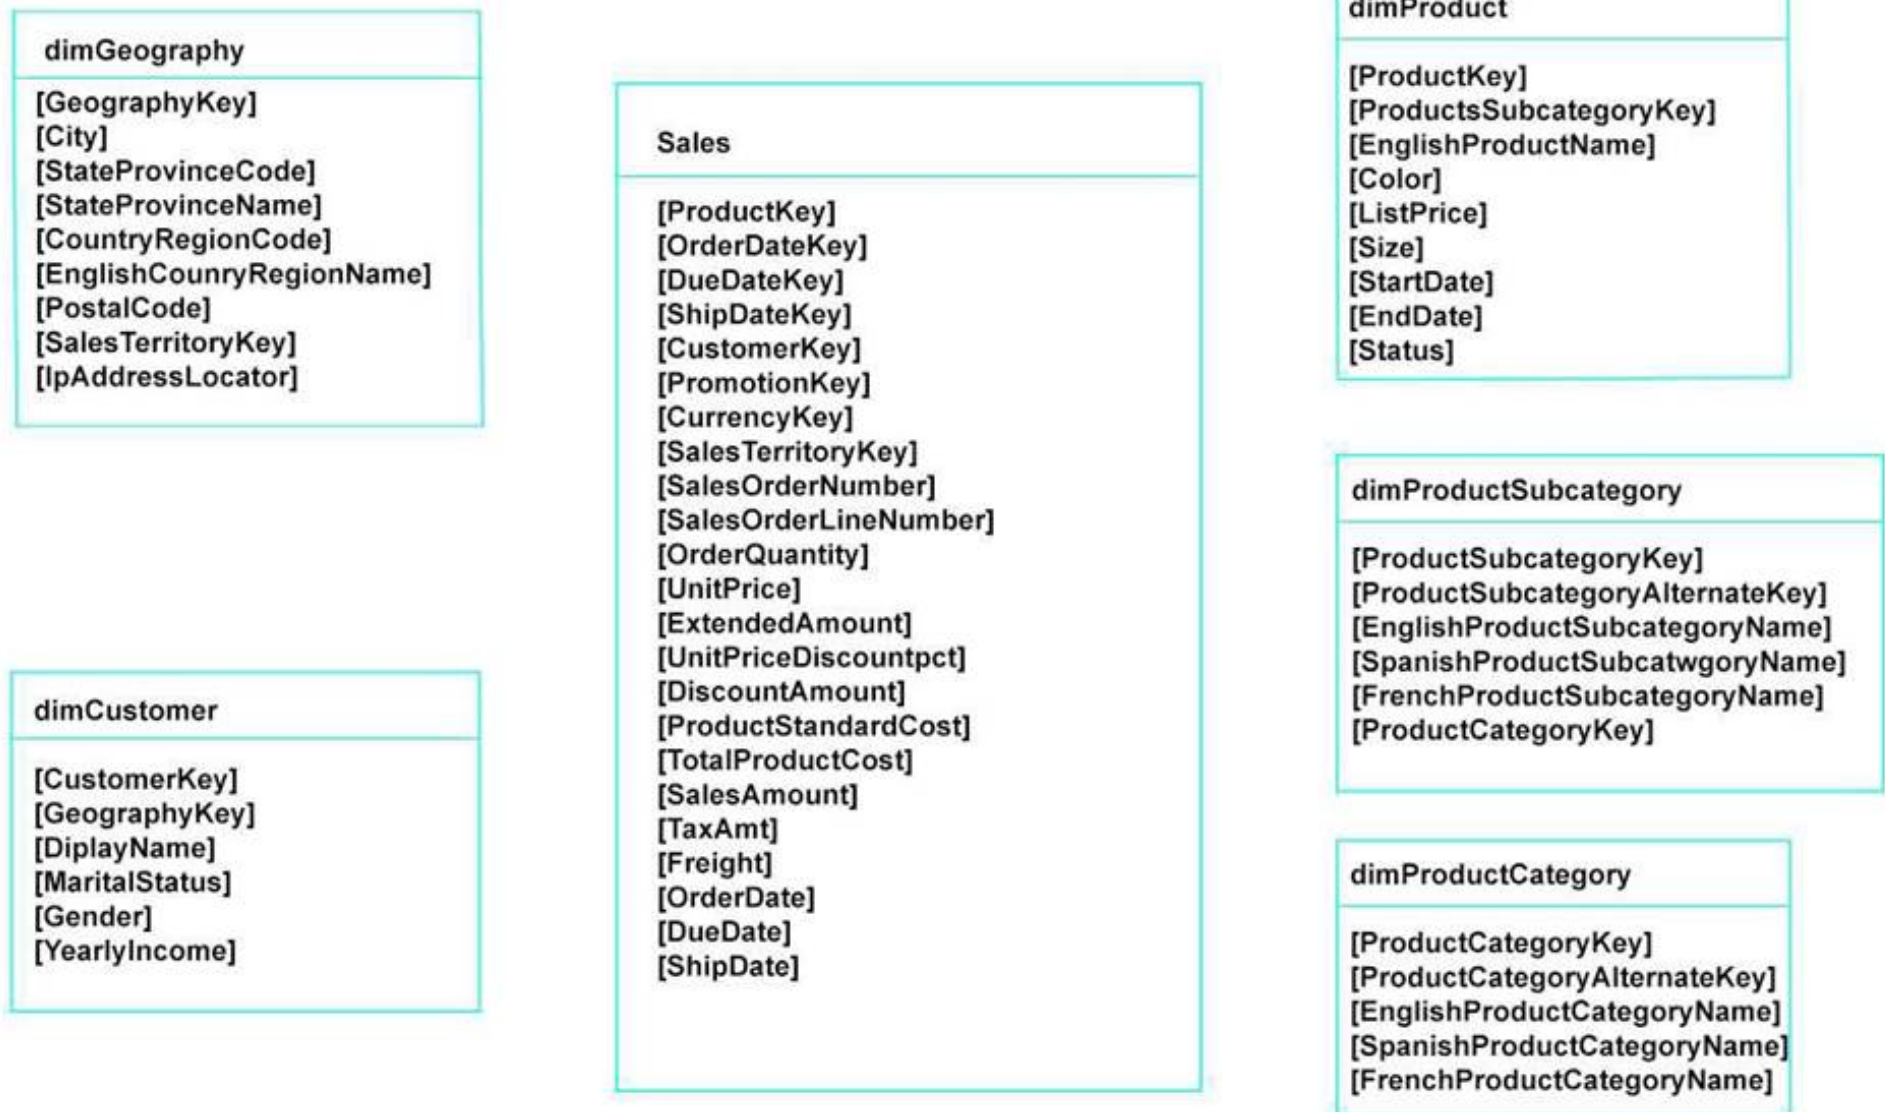 dimGeography
[GeographyKey]
[City]
[StateProvinceCode]
[StateProvinceName]
[CountryRegionCode]
[EnglishCounryRegionName]
[PostalCode]
[SalesTerritoryKey]
[IpAddressLocator]
dimCustomer
[CustomerKey]
[GeographyKey]
[DiplayName]
[MaritalStatus]
[Gender]
[YearlyIncome]
Sales
[ProductKey]
[OrderDateKey]
[DueDateKey]
[ShipDateKey]
[CustomerKey]
[PromotionKey]
[CurrencyKey]
[SalesTerritoryKey]
[SalesOrderNumber]
[SalesOrderLineNumber]
[OrderQuantity]
[UnitPrice]
[ExtendedAmount]
[UnitPriceDiscountpct]
[DiscountAmount]
[ProductStandardCost]
[TotalProductCost]
[SalesAmount]
[TaxAmt]
[Freight]
[OrderDate]
[DueDate]
[ShipDate]
dimProduct
[ProductKey]
[ProductsSubcategoryKey]
[EnglishProductName]
[Color]
[ListPrice]
[Size]
[StartDate]
[EndDate]
[Status]
dimProductSubcategory
[ProductSubcategoryKey]
[ProductSubcategoryAlternateKey]
[EnglishProductSubcategoryName]
[SpanishProductSubcatwgoryName]
[FrenchProductSubcategoryName]
[ProductCategoryKey]
dimProductCategory
[ProductCategoryKey]
[ProductCategoryAlternateKey]
[EnglishProductCategoryName]
[SpanishProductCategoryName]
[FrenchProductCategoryName]